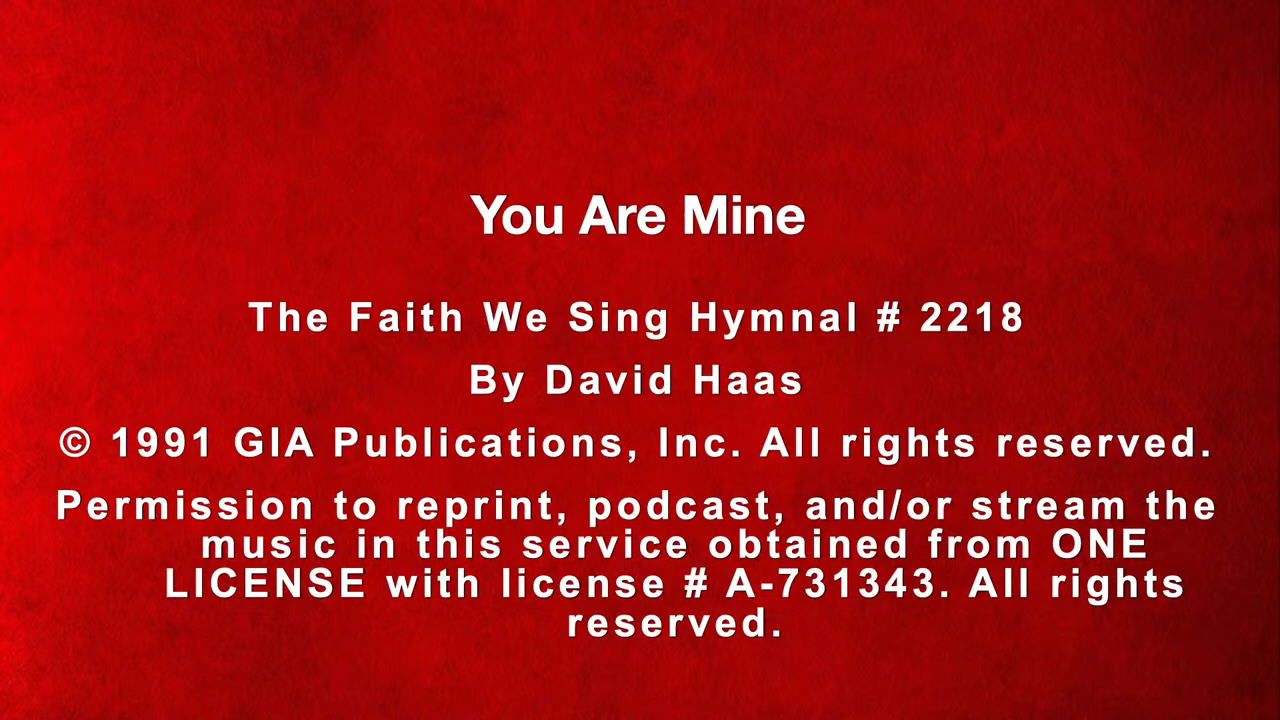 You Are Mine
The Faith We Sing Hymnal # 2218
By David Haas
© 1991 GIA Publications, Inc. All rights reserved.
Permission to reprint, podcast, and/or stream the
music in this service obtained from ONE
LICENSE with license # A-731343. All rights
reserved.